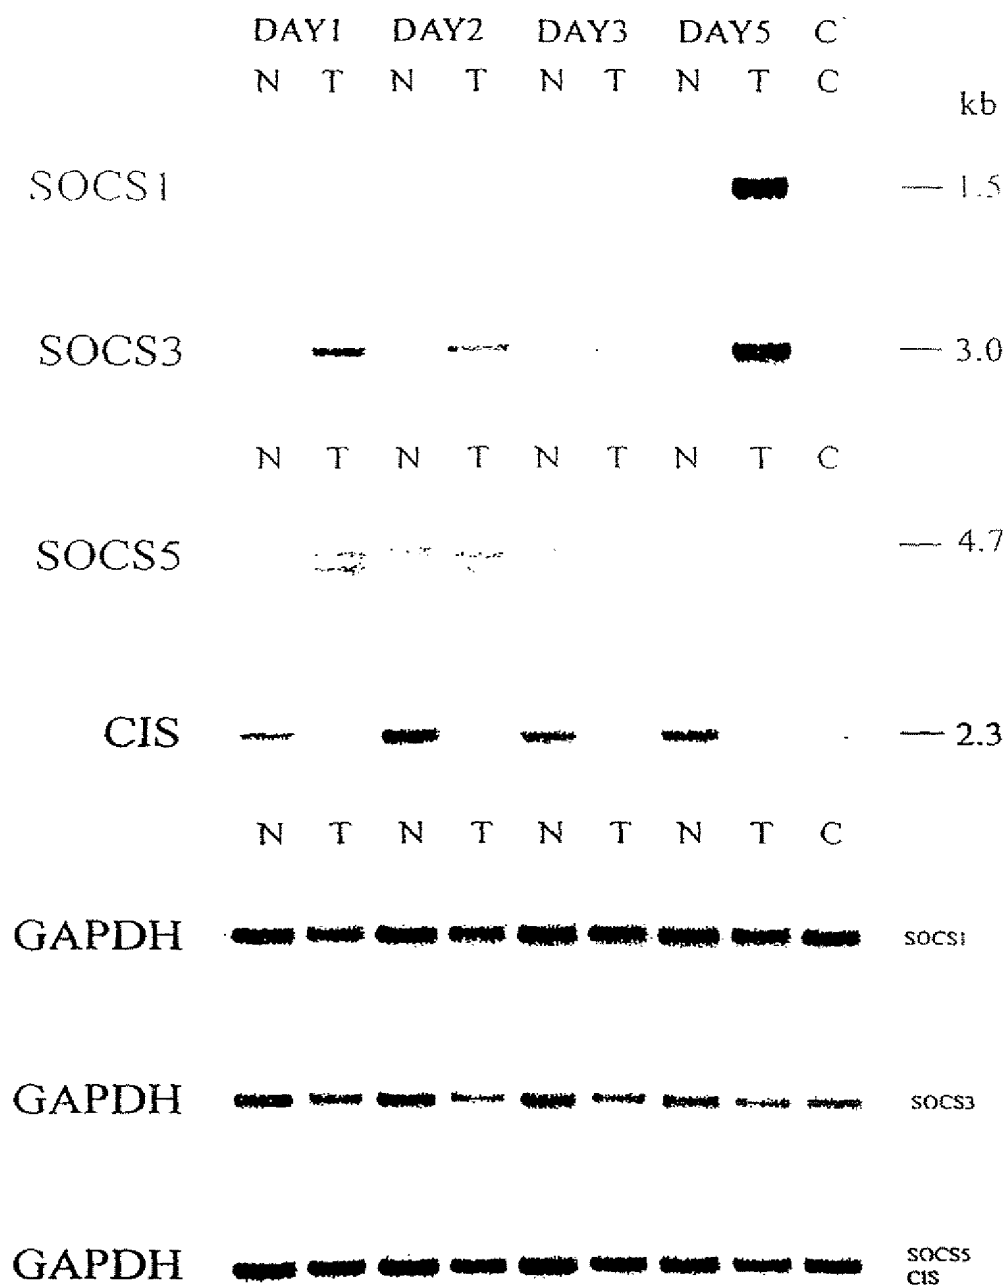 DAY1 DAY2 DAY3 DAY5 C
N T N T N T N T C
kb
SOCS1 1.5
SOCS3 3.0
N T N T N T N T C
SOCS5 4.7
CIS 2.3
N T N T N T N T C
GAPDH SOCS1
GAPDH SOCS3
GAPDH SOCS5
CIS